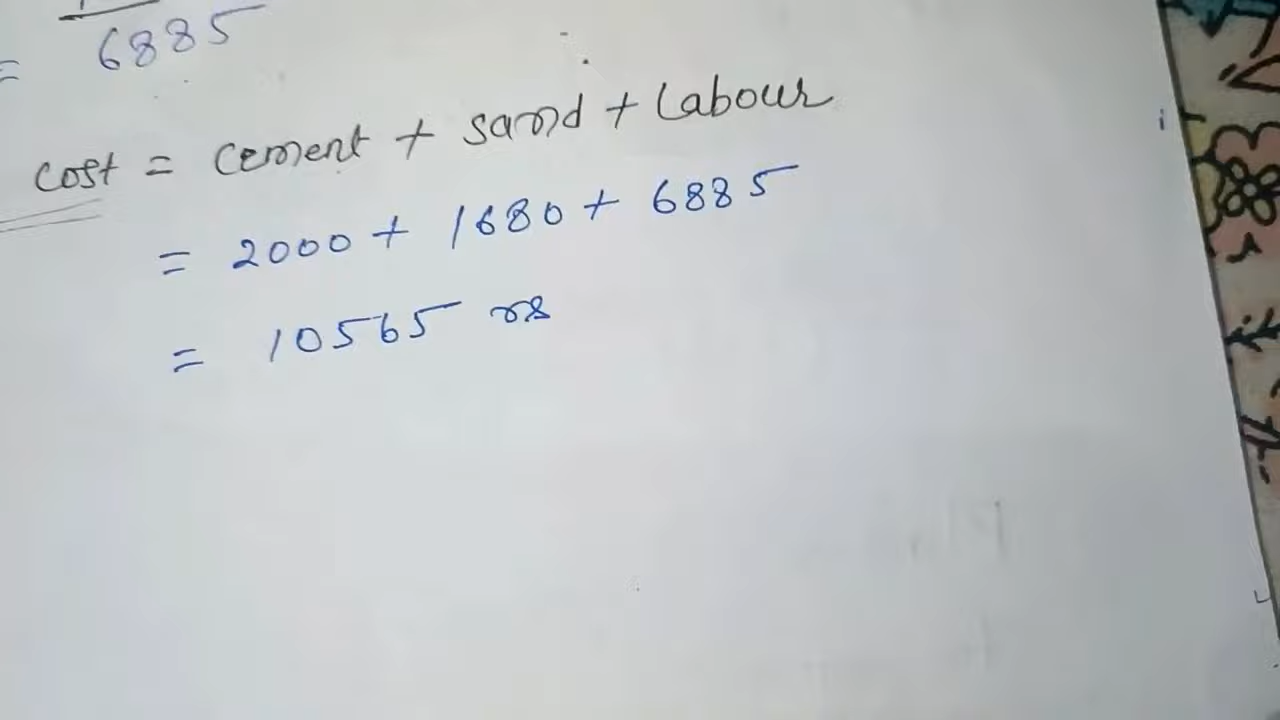 = 6885
cost = cement + sand + Labour
= 2000 + 1680 + 6885
= 10565 rs